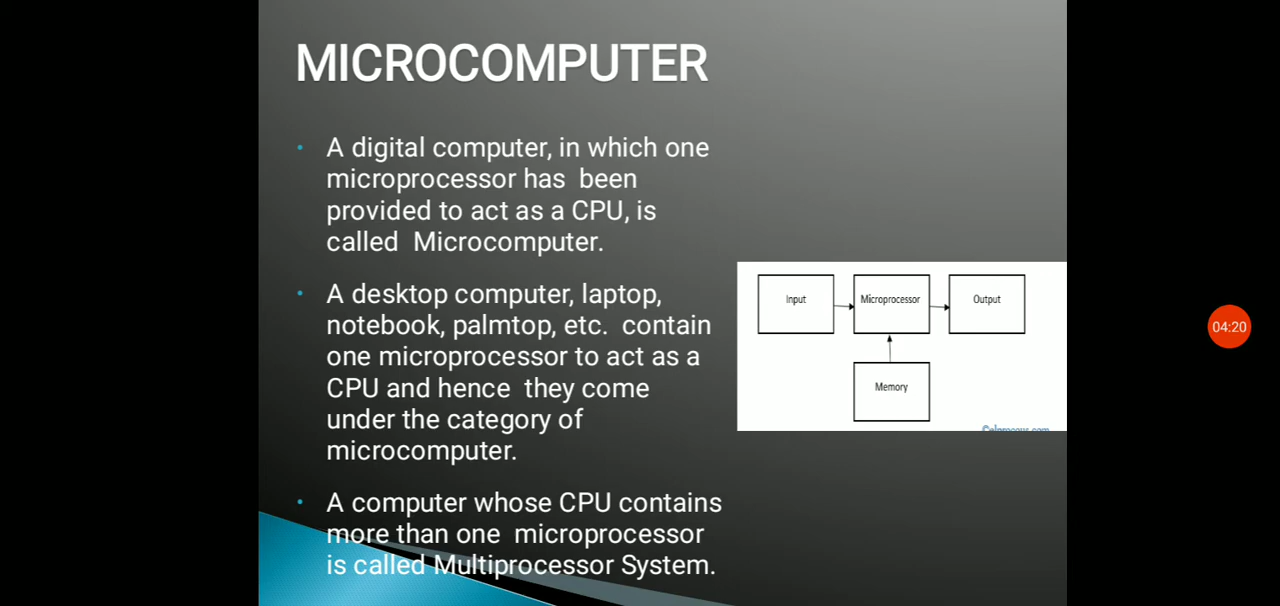 MICROCOMPUTER
A digital computer, in which one
microprocessor has been
provided to act as a CPU, is
called Microcomputer.
A desktop computer, laptop,
notebook, palmtop, etc. contain
one microprocessor to act as a
CPU and hence they come
under the category of
microcomputer.
A computer whose CPU contains
more than one microprocessor
is called Multiprocessor System.
Input
Microprocessor
Output
Memory
04:20